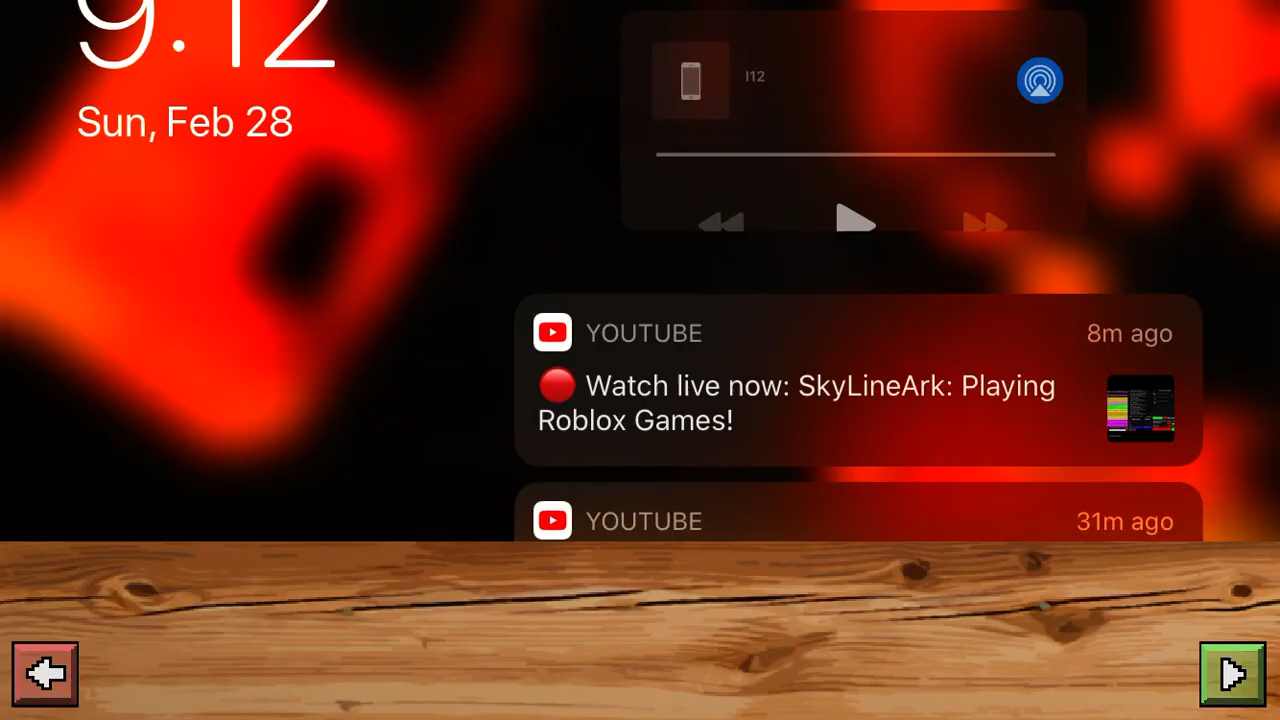 9:12
Sun, Feb 28
I12
YOUTUBE
8m ago
Watch live now: SkyLineArk: Playing
Roblox Games!
YOUTUBE
31m ago